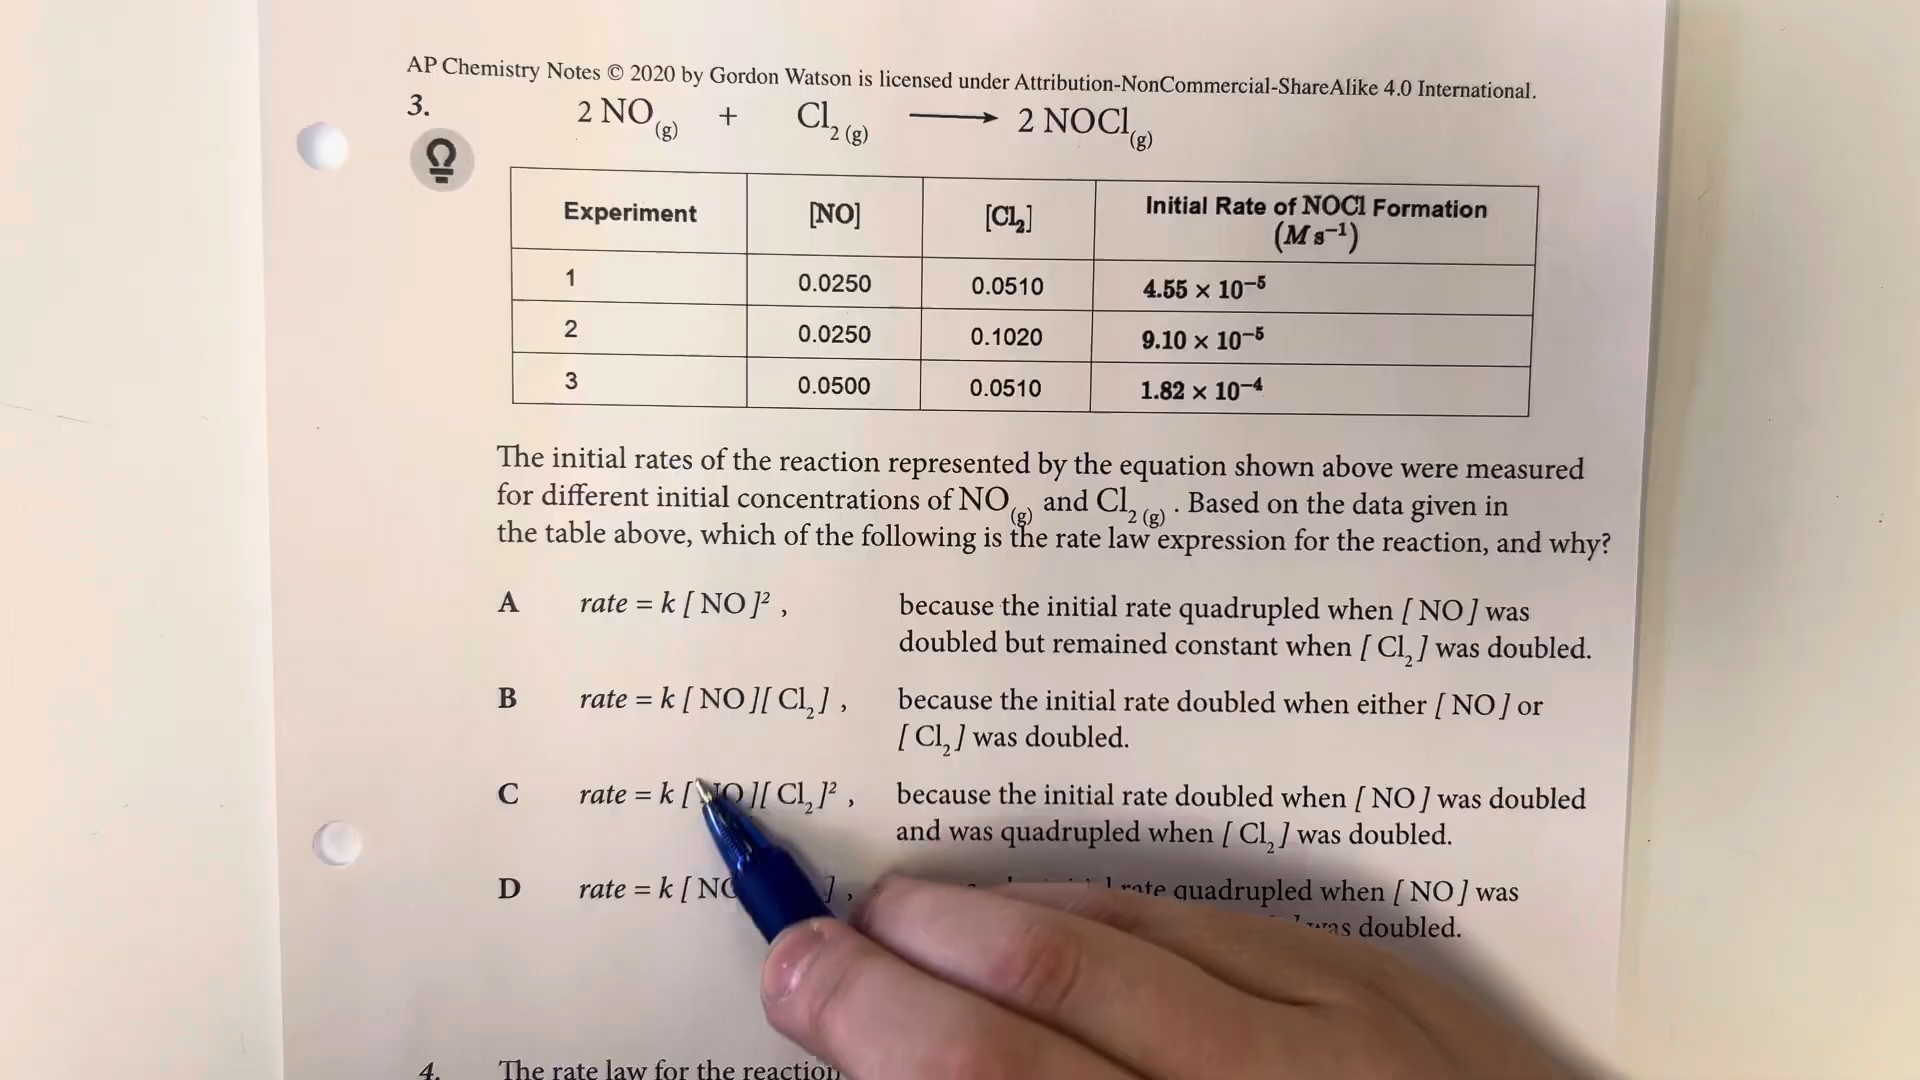 AP Chemistry Notes © 2020 by Gordon Watson is licensed under Attribution-NonCommercial-ShareAlike 4.0 International.
3. 2 NO(g) + Cl2 (g) ⟶ 2 NOCl(g)
Experiment [NO] [Cl2] Initial Rate of NOCl Formation
(M s⁻¹)
1 0.0250 0.0510 4.55 × 10⁻⁵
2 0.0250 0.1020 9.10 × 10⁻⁵
3 0.0500 0.0510 1.82 × 10⁻⁴
The initial rates of the reaction represented by the equation shown above were measured
for different initial concentrations of NO(g) and Cl2 (g) . Based on the data given in
the table above, which of the following is the rate law expression for the reaction, and why?
A rate = k [ NO ]² , because the initial rate quadrupled when [ NO ] was
doubled but remained constant when [ Cl2 ] was doubled.
B rate = k [ NO ][ Cl2 ] , because the initial rate doubled when either [ NO ] or
[ Cl2 ] was doubled.
C rate = k [ NO ][ Cl2 ]² , because the initial rate doubled when [ NO ] was doubled
and was quadrupled when [ Cl2 ] was doubled.
D rate = k [ ] , rate quadrupled when [ NO ] was
was doubled.
4. The rate law for the reaction